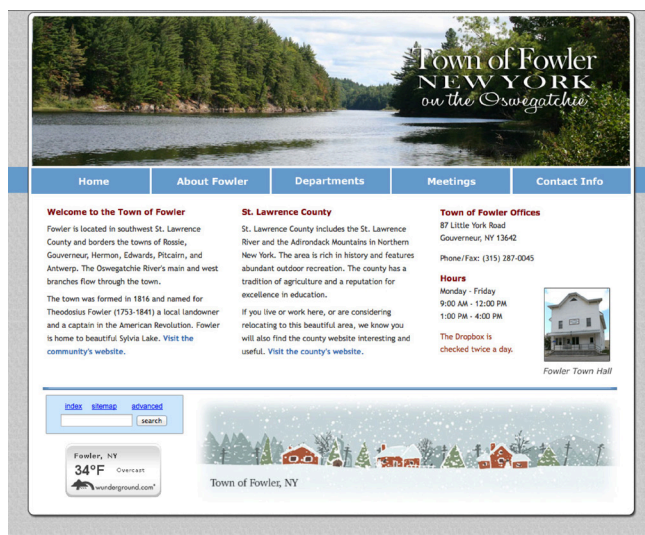 Town of Fowler
NEW YORK
on the Oswegatchie
Home
About Fowler
Departments
Meetings
Contact Info
Welcome to the Town of Fowler
Fowler is located in southwest St. Lawrence
County and borders the towns of Rossie,
Gouverneur, Hermon, Edwards, Pitcairn, and
Antwerp. The Oswegatchie River's main and west
branches flow through the town.
The town was formed in 1816 and named for
Theodosius Fowler (1753-1841) a local landowner
and a captain in the American Revolution. Fowler
is home to beautiful Sylvia Lake. Visit the
community's website.
St. Lawrence County
St. Lawrence County includes the St. Lawrence
River and the Adirondack Mountains in Northern
New York. The area is rich in history and features
abundant outdoor recreation. The county has a
tradition of agriculture and a reputation for
excellence in education.
If you live or work here, or are considering
relocating to this beautiful area, we know you
will also find the county website interesting and
useful. Visit the county's website.
Town of Fowler Offices
87 Little York Road
Gouverneur, NY 13642
Phone/Fax: (315) 287-0045
Hours
Monday - Friday
9:00 AM - 12:00 PM
1:00 PM - 4:00 PM
The Dropbox is
checked twice a day.
Fowler Town Hall
index sitemap advanced
search
Fowler, NY
34°F Overcast
wunderground.com®
Town of Fowler, NY